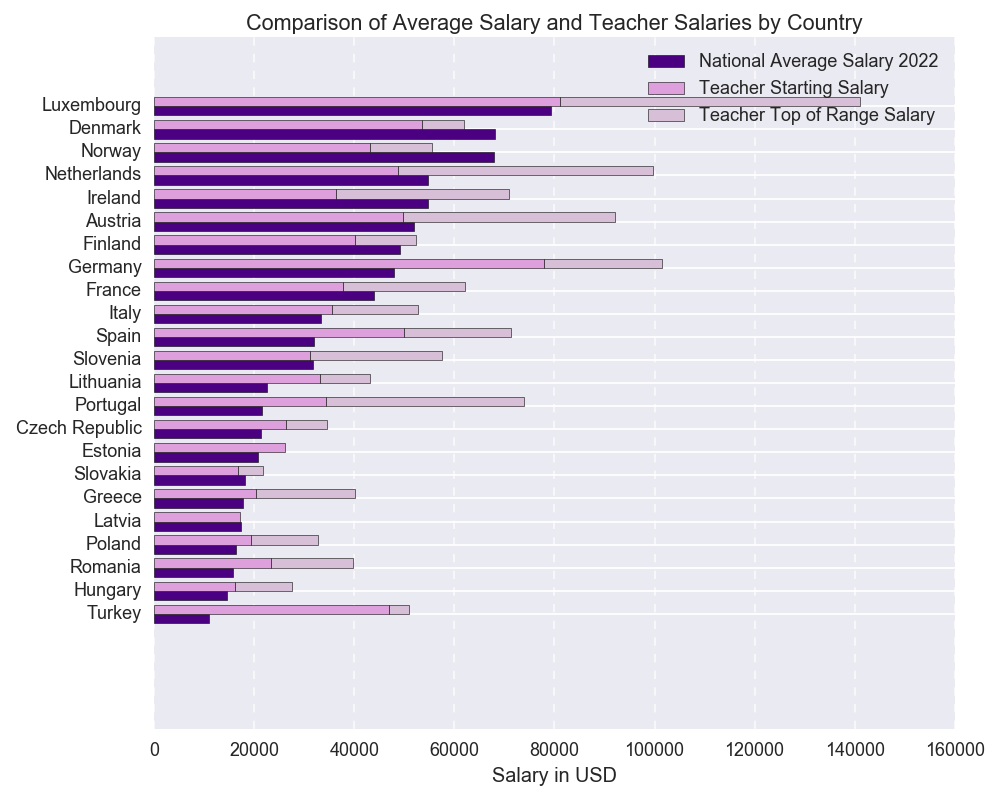 Comparison of Average Salary and Teacher Salaries by Country
National Average Salary 2022
Teacher Starting Salary
Teacher Top of Range Salary
Luxembourg
Denmark
Norway
Netherlands
Ireland
Austria
Finland
Germany
France
Italy
Spain
Slovenia
Lithuania
Portugal
Czech Republic
Estonia
Slovakia
Greece
Latvia
Poland
Romania
Hungary
Turkey
0 20000 40000 60000 80000 100000 120000 140000 160000
Salary in USD